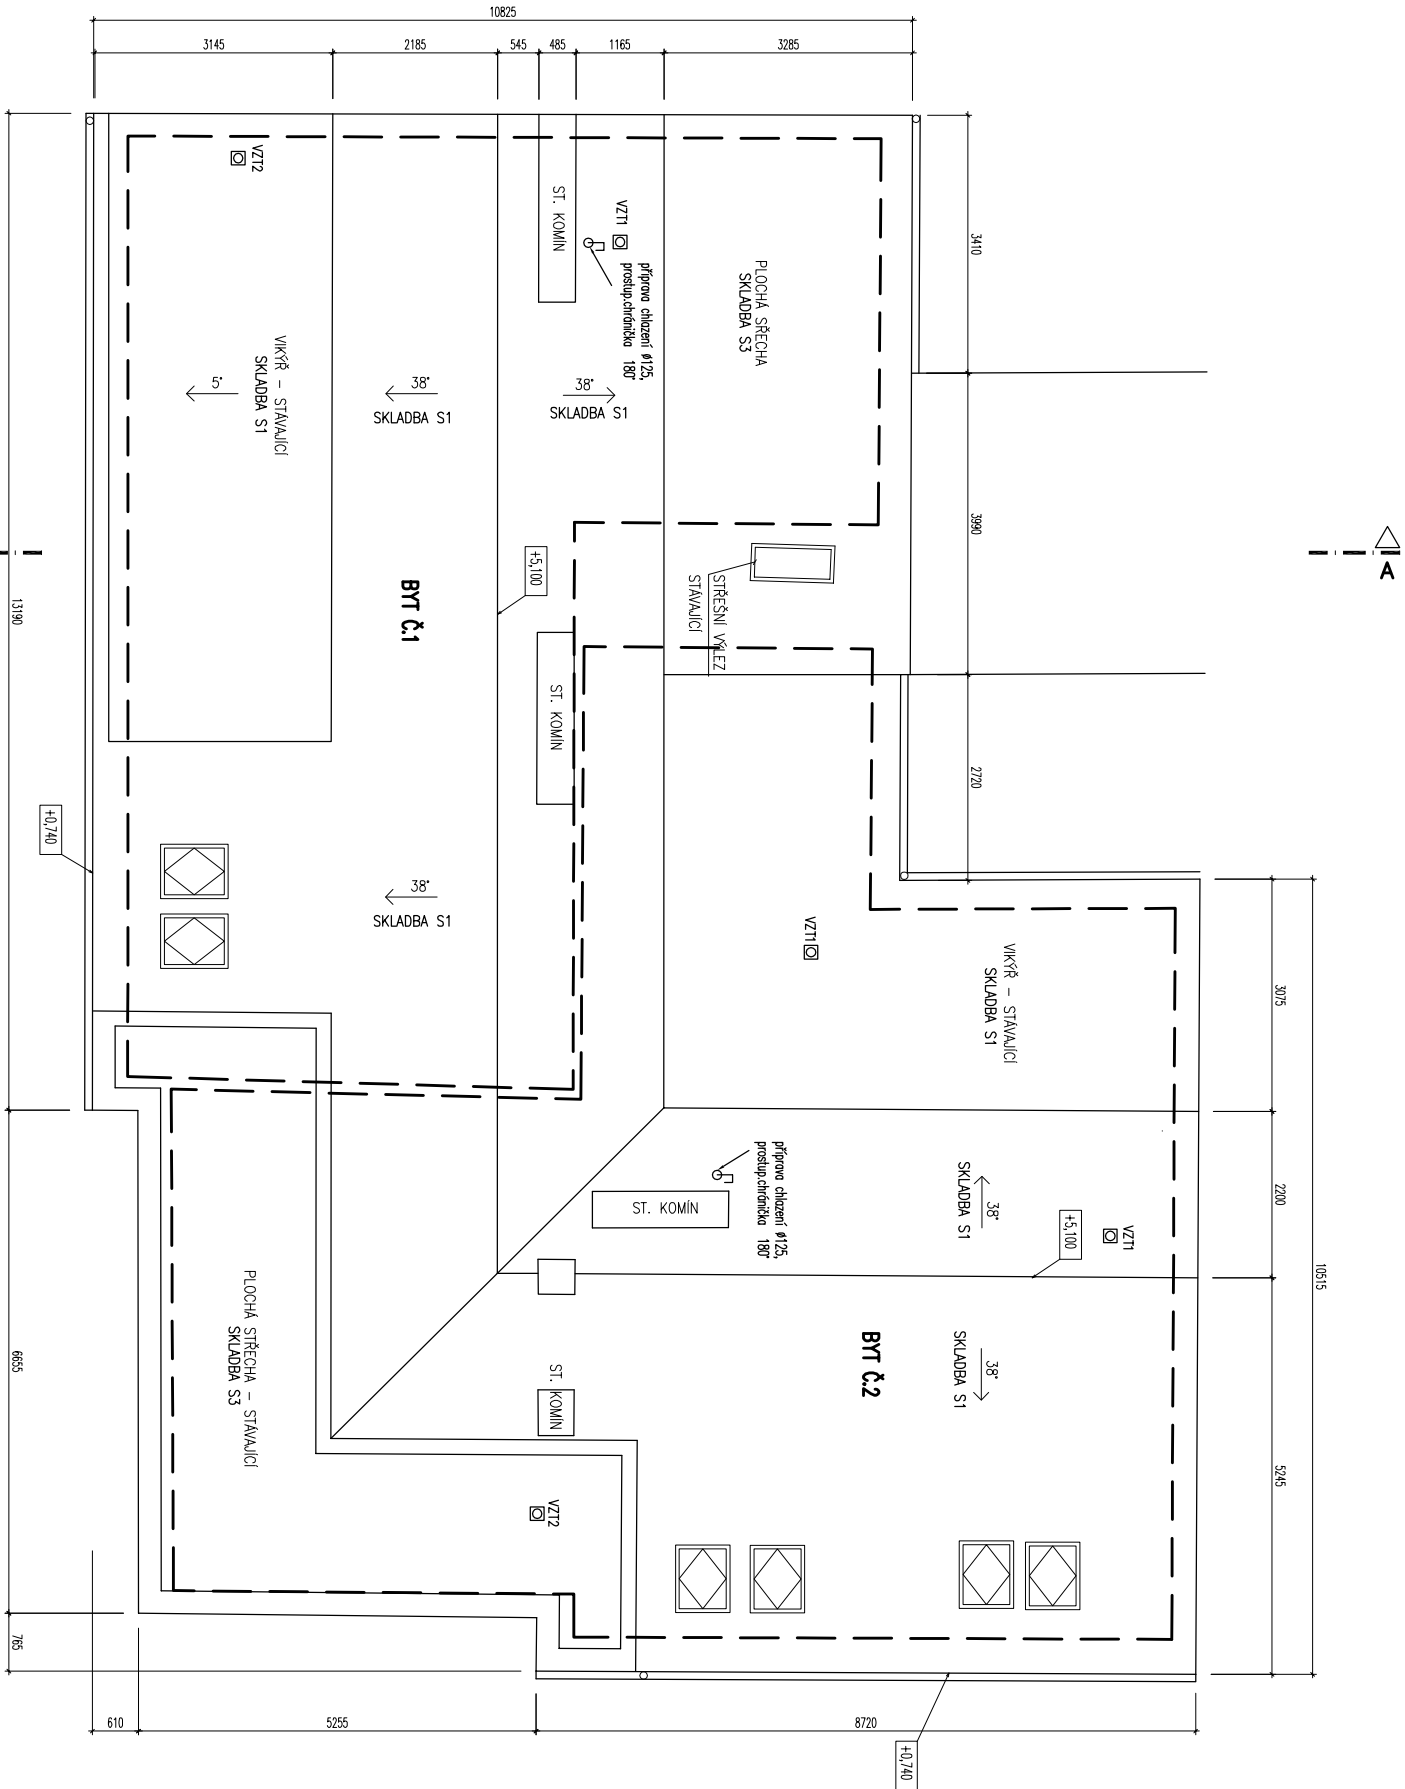 10825
3145
2185
545
485
1165
3285
3410
3990
2720
A
VZT2
ST. KOMÍN
VZT1
příprava chlazení ø125,
prostup.chránička 180°
PLOCHÁ SŘECHA
SKLADBA S3
VIKÝŘ - STÁVAJÍCÍ
SKLADBA S1
5°
38°
SKLADBA S1
38°
SKLADBA S1
+5,100
BYT Č.1
STŘEŠNÍ VÝLEZ
STÁVAJÍCÍ
ST. KOMÍN
13190
+0,740
38°
SKLADBA S1
VZT1
VIKÝŘ - STÁVAJÍCÍ
SKLADBA S1
3075
2200
10515
5245
příprava chlazení ø125,
prostup.chránička 180°
ST. KOMÍN
SKLADBA S1
38°
+5,100
VZT1
PLOCHÁ STŘECHA - STÁVAJÍCÍ
SKLADBA S3
BYT Č.2
SKLADBA S1
38°
ST. KOMÍN
VZT2
6655
765
610
5255
8720
+0,740